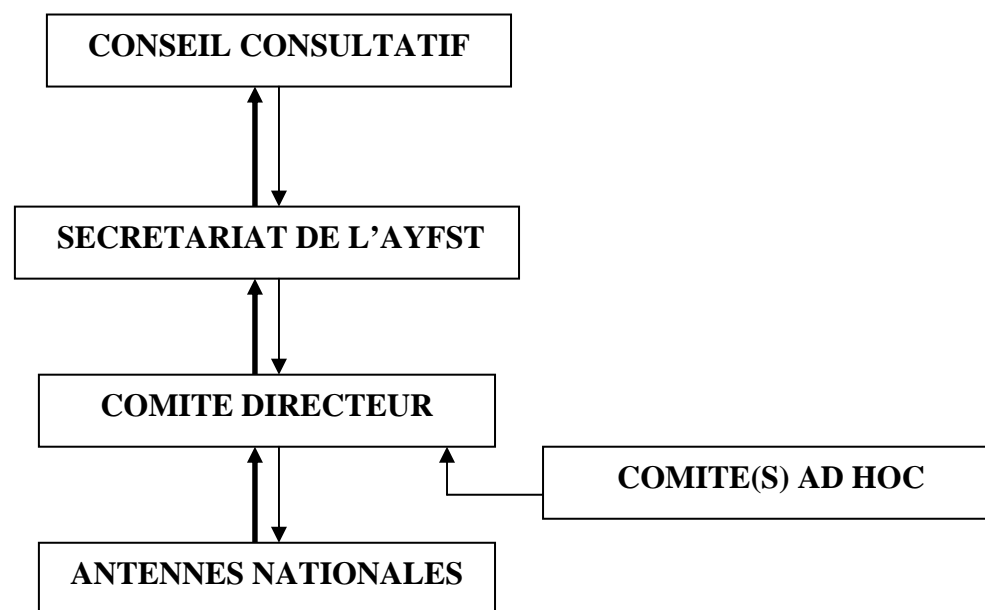 CONSEIL CONSULTATIF
SECRETARIAT DE L’AYFST
COMITE DIRECTEUR
COMITE(S) AD HOC
ANTENNES NATIONALES